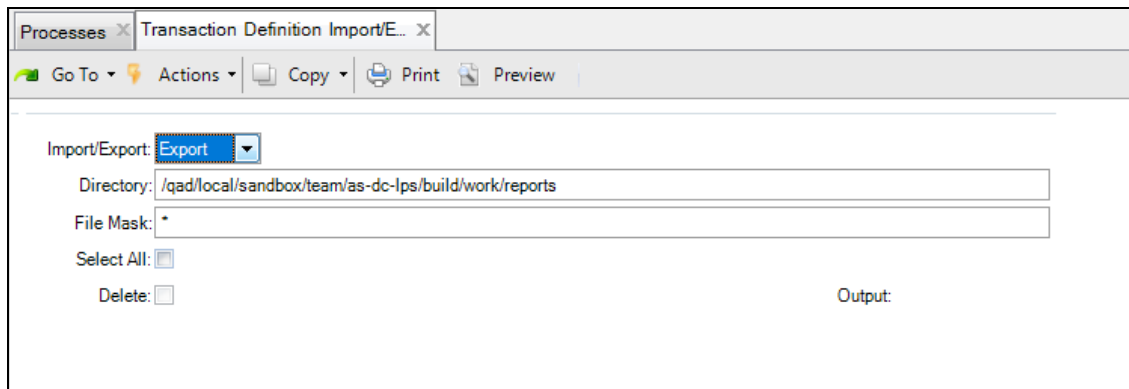 Processes X Transaction Definition Import/E... X
Go To Actions Copy Print Preview
Import/Export: Export
Directory: /qad/local/sandbox/team/as-dc-lps/build/work/reports
File Mask: *
Select All:
Delete: Output: